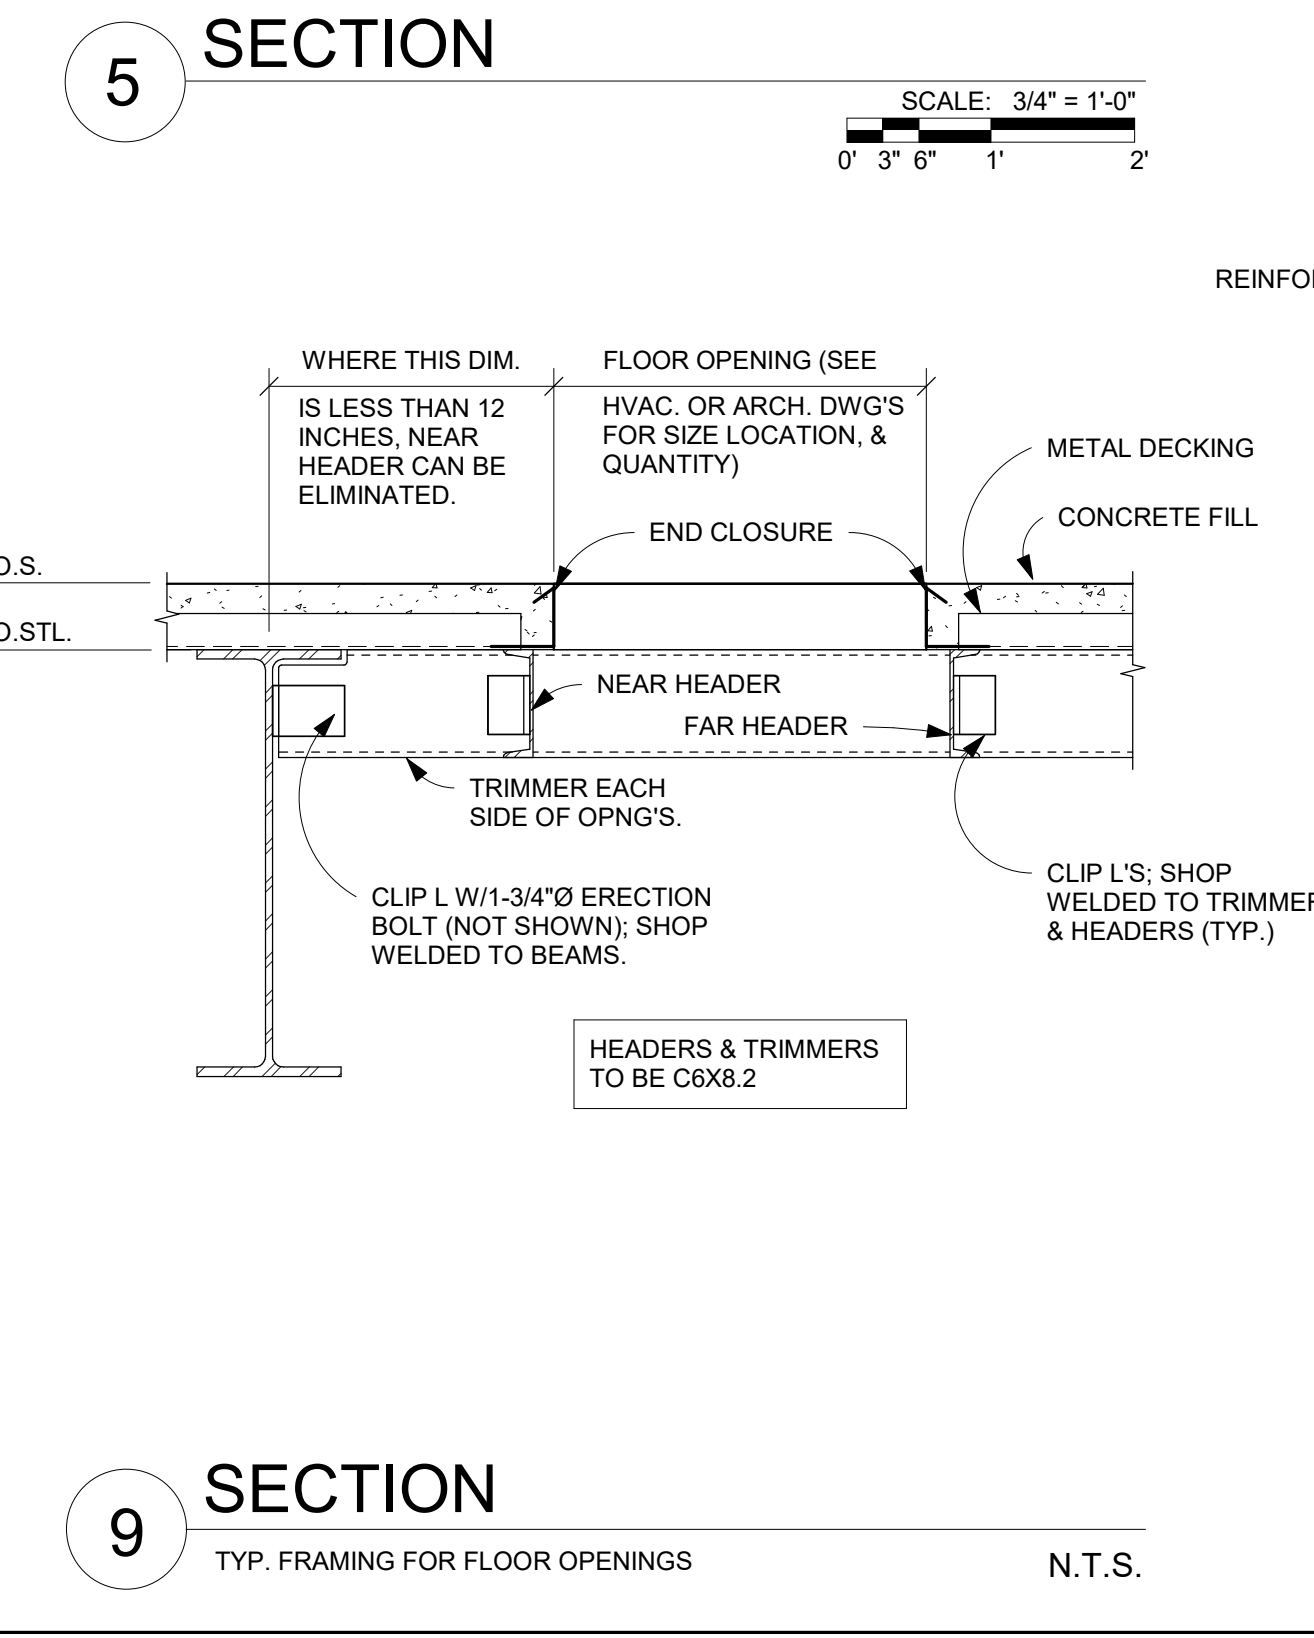 5
SECTION
SCALE: 3/4" = 1'-0"
0' 3" 6" 1' 2'
WHERE THIS DIM.
IS LESS THAN 12
INCHES, NEAR
HEADER CAN BE
ELIMINATED.
FLOOR OPENING (SEE
HVAC. OR ARCH. DWG'S
FOR SIZE LOCATION, &
QUANTITY)
METAL DECKING
CONCRETE FILL
END CLOSURE
O.S.
O.STL.
NEAR HEADER
FAR HEADER
TRIMMER EACH
SIDE OF OPNG'S.
CLIP L W/1-3/4"Ø ERECTION
BOLT (NOT SHOWN); SHOP
WELDED TO BEAMS.
CLIP L'S; SHOP
WELDED TO TRIMMER
& HEADERS (TYP.)
HEADERS & TRIMMERS
TO BE C6X8.2
9
SECTION
TYP. FRAMING FOR FLOOR OPENINGS
N.T.S.